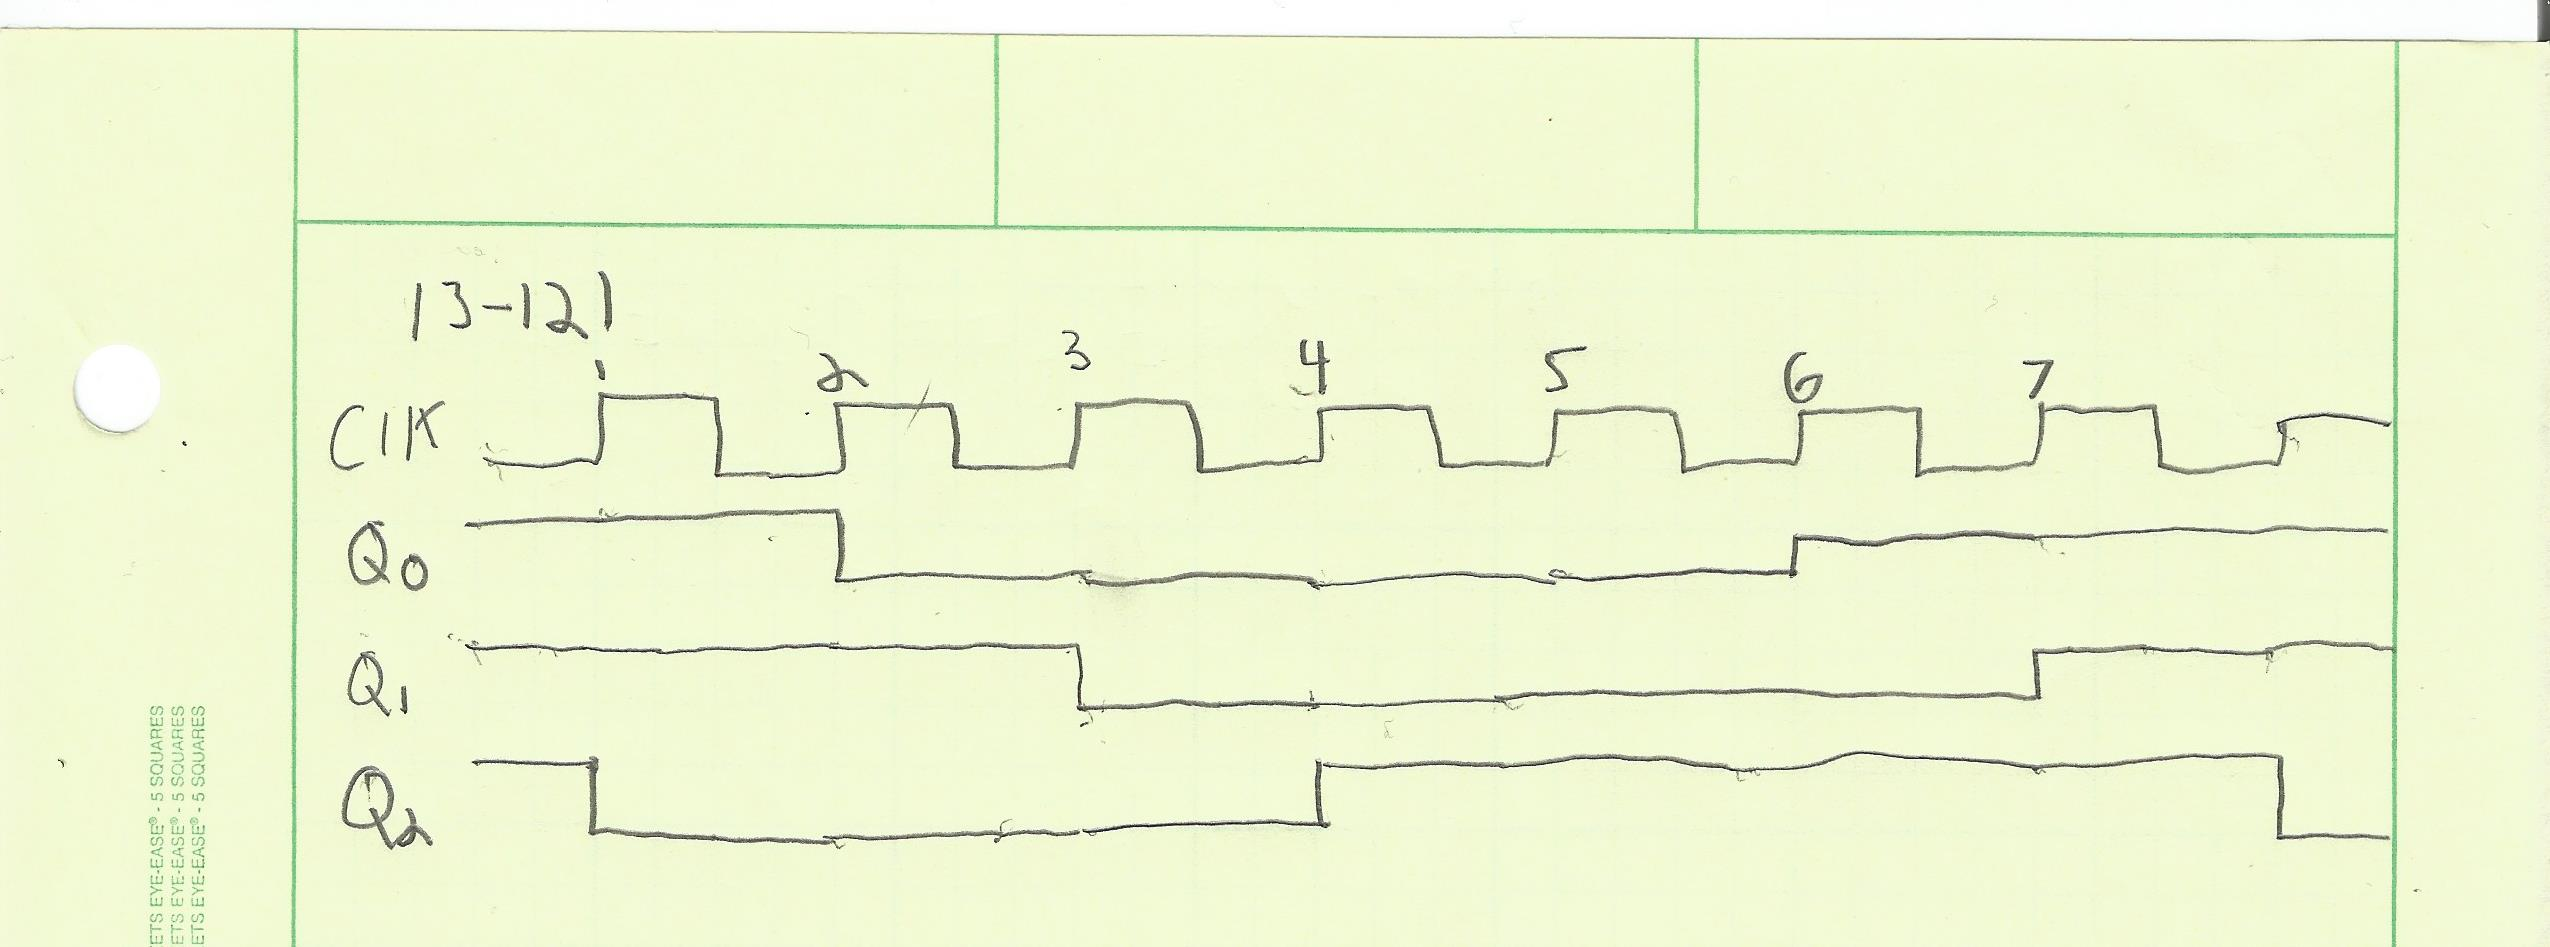 13-121
1 2 3 4 5 6 7
CLK
Q0
Q1
Q2
ETS EYE-EASE® - 5 SQUARES
ETS EYE-EASE® - 5 SQUARES
ETS EYE-EASE® - 5 SQUARES